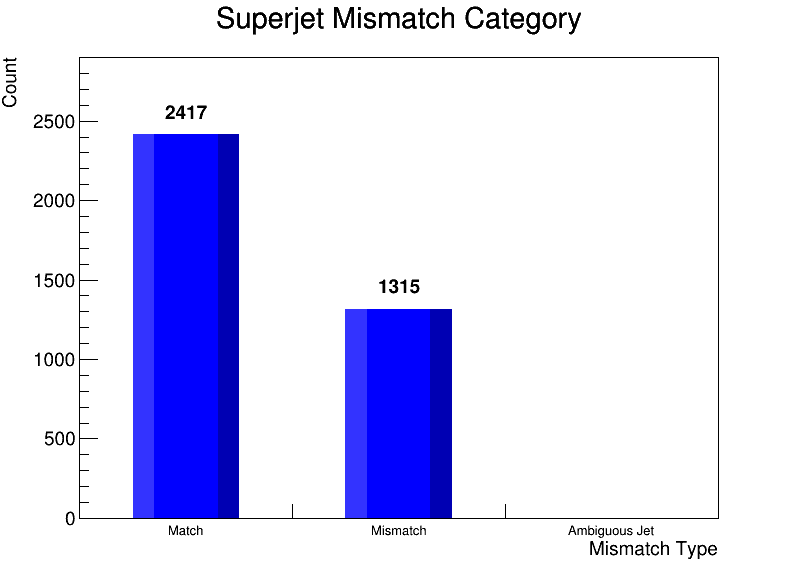 Superjet Mismatch Category
Count
2500
2000
1500
1000
500
0
2417
1315
Match
Mismatch
Ambiguous Jet
Mismatch Type